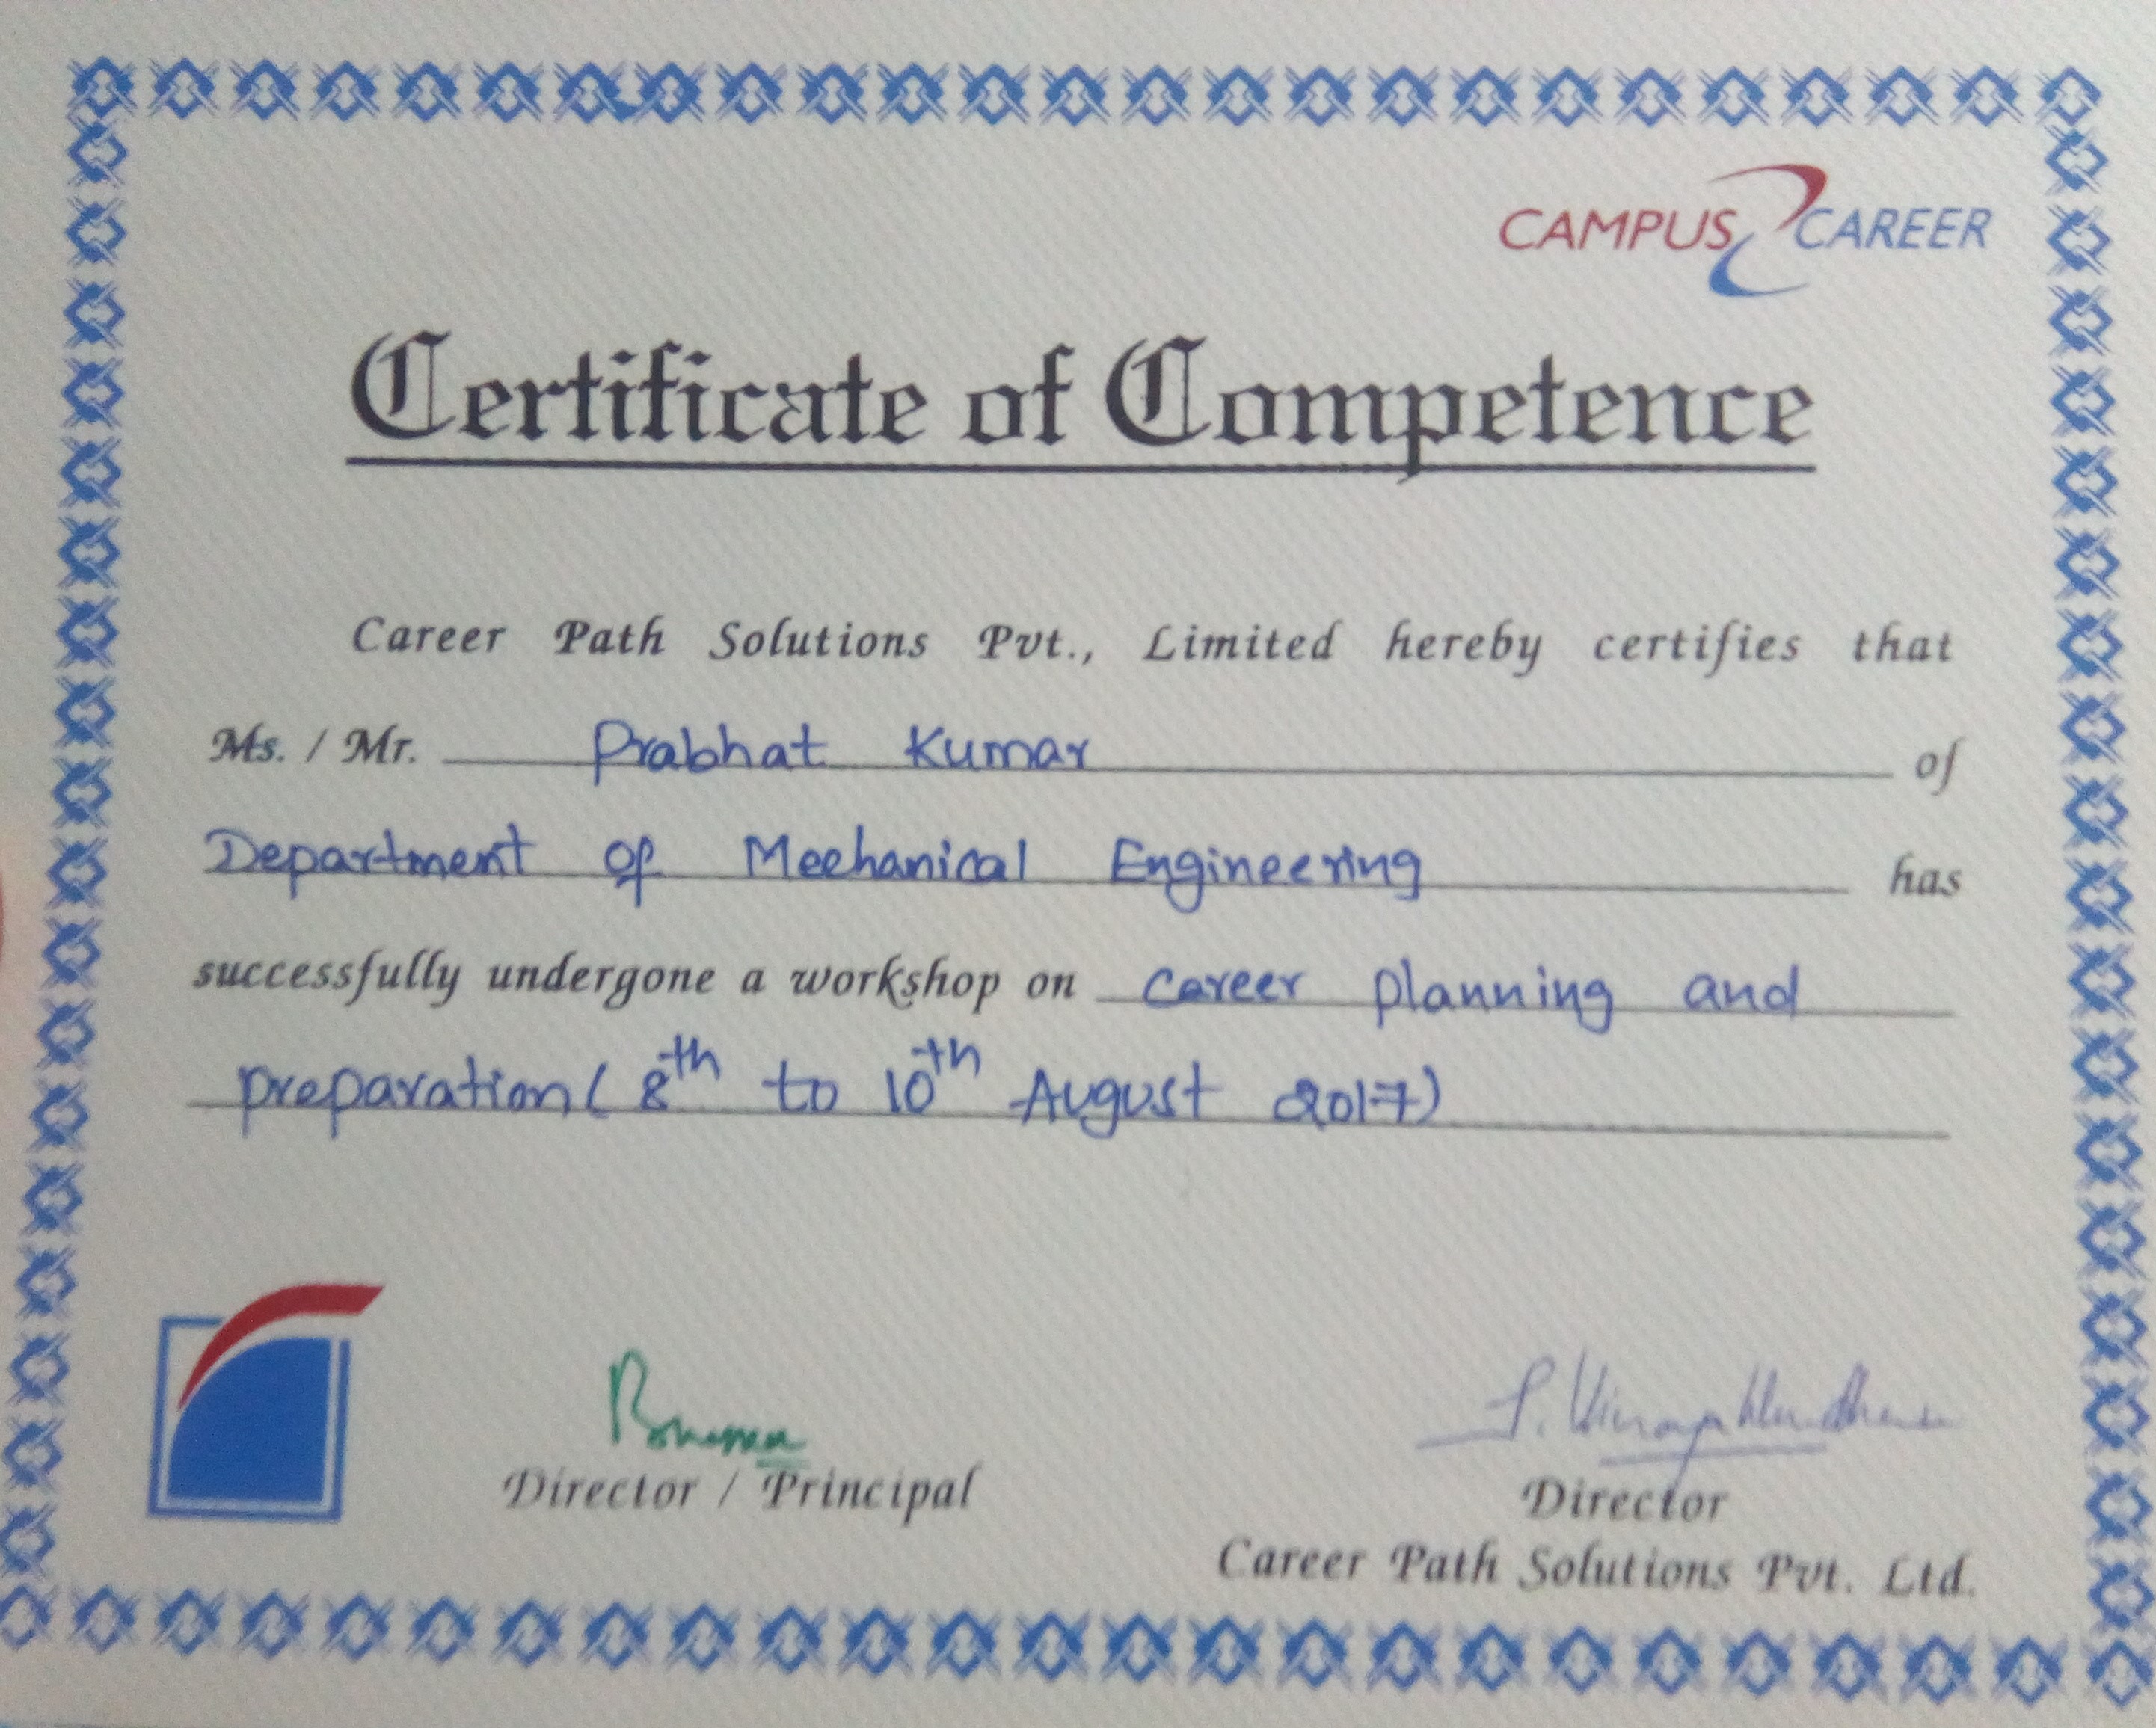 CAMPUS CAREER
Certificate of Competence
Career Path Solutions Pvt., Limited hereby certifies that
Ms. / Mr. Prabhat Kumar of
Department of Mechanical Engineering has
successfully undergone a workshop on career planning and
preparation ( 8th to 10th August 2017)
Director / Principal
Director
Career Path Solutions Pvt. Ltd.